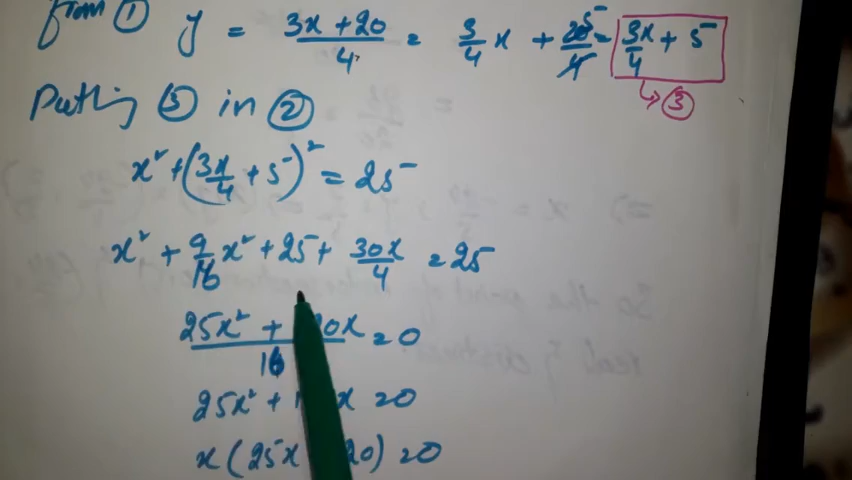 from ① y = 3x+20/4 = 3/4 x + 20/4 5 = 3x/4 + 5
③
Putting ③ in ②
x² + (3x/4 + 5)² = 25
x² + 9/16 x² + 25 + 30x/4 = 25
25x² + 20x/16 = 0
25x² + x = 0
x(25x 20) = 0